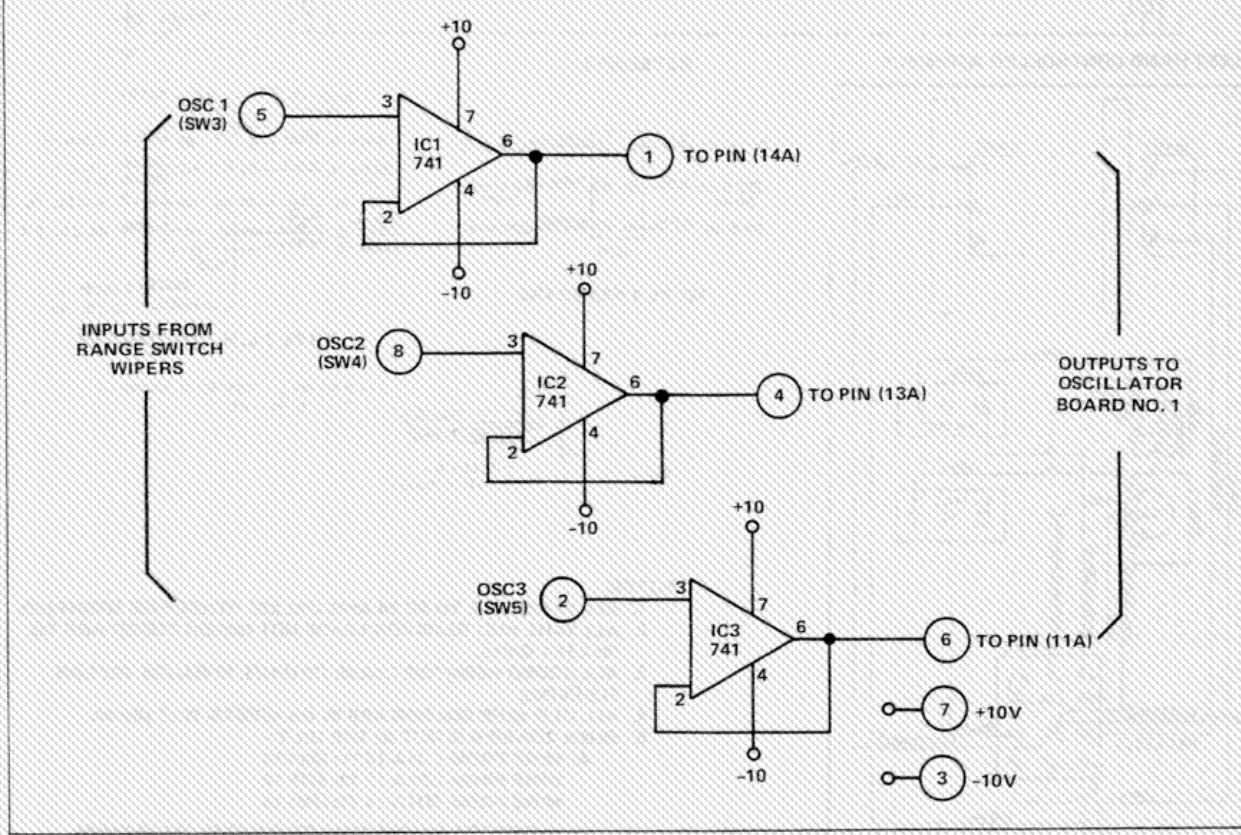 +10
OSC 1
(SW3)
5
3
7
IC1
741
6
4
2
-10
1
TO PIN (14A)
INPUTS FROM
RANGE SWITCH
WIPERS
+10
OSC2
(SW4)
8
3
7
IC2
741
6
4
2
-10
4
TO PIN (13A)
OUTPUTS TO
OSCILLATOR
BOARD NO. 1
+10
OSC3
(SW5)
2
3
7
IC3
741
6
4
2
-10
6
TO PIN (11A)
7
+10V
3
-10V